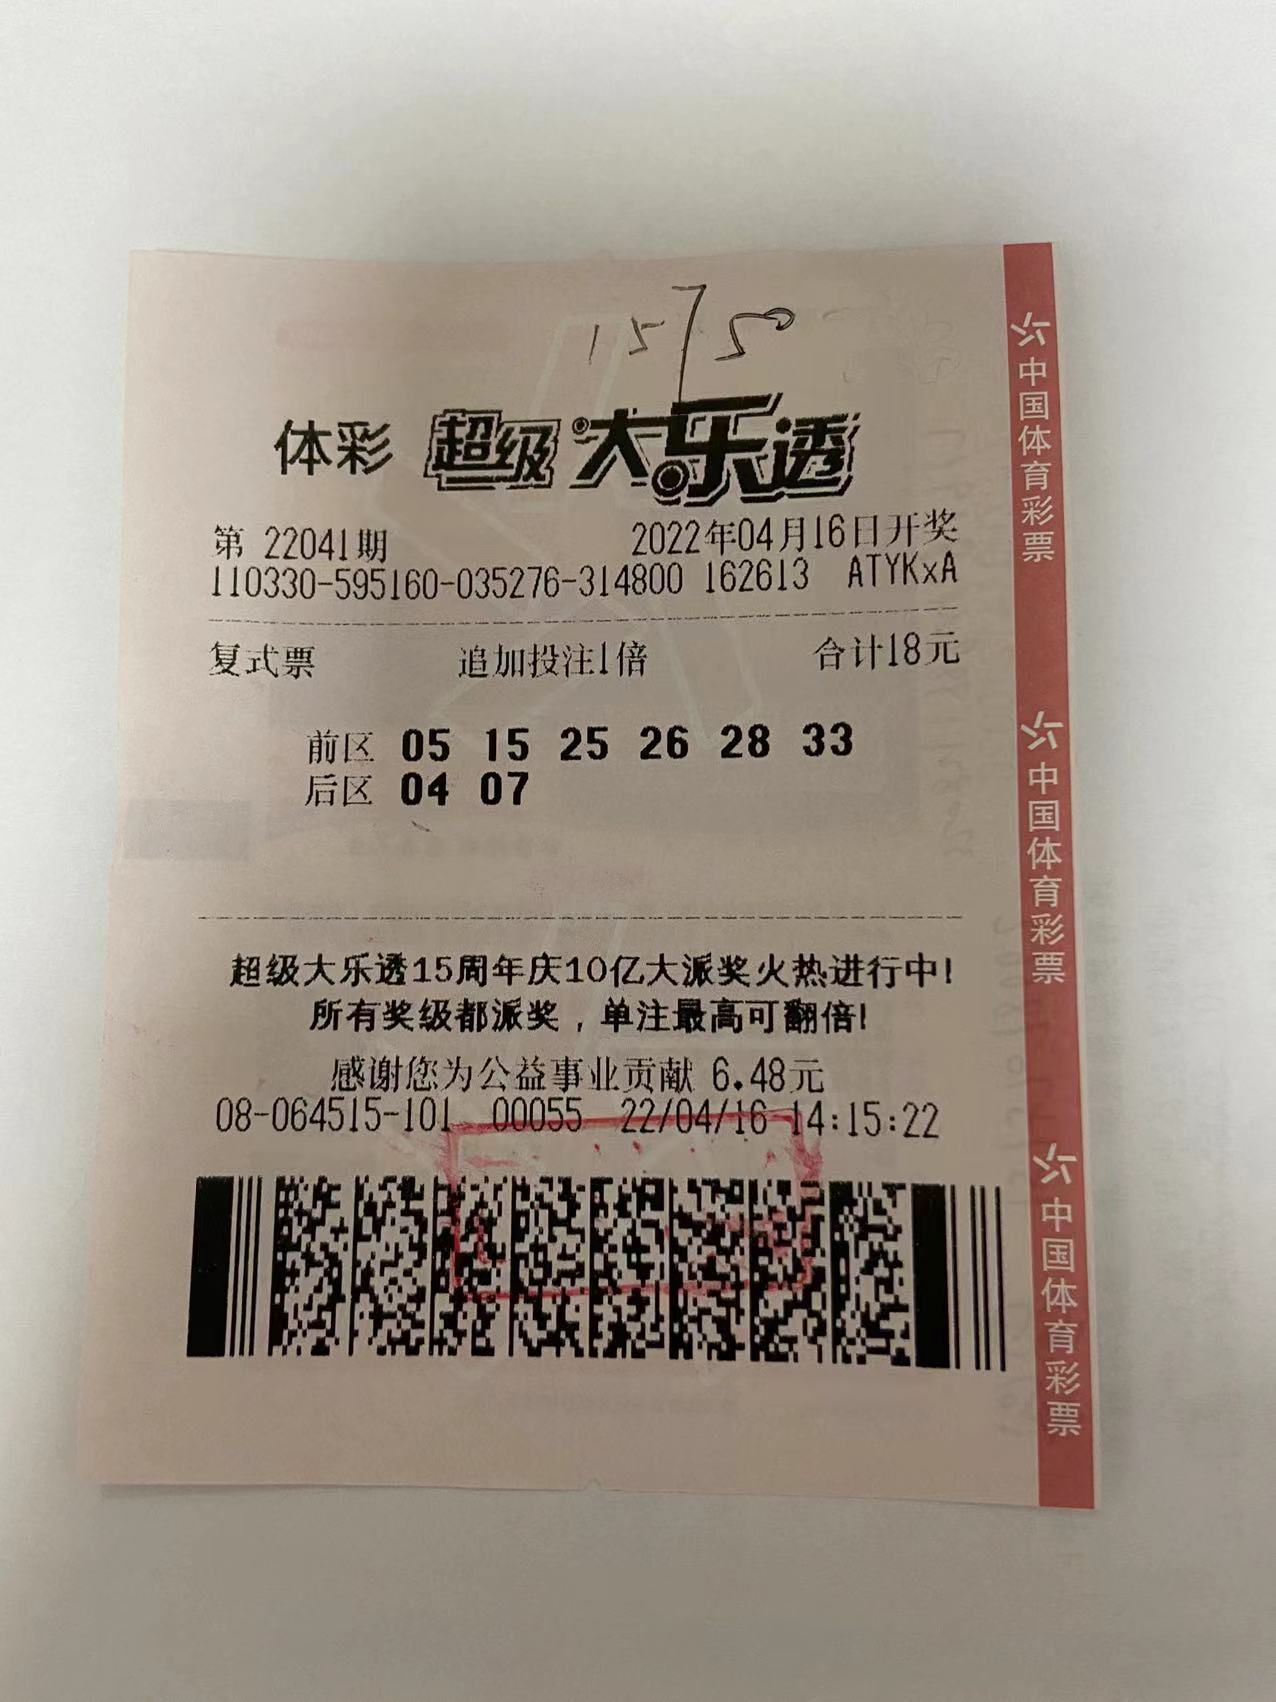 15750
体彩 超级大乐透
第 22041期 2022年04月16日开奖
110330-595160-035276-314800 162613 ATYKxA
复式票 追加投注1倍 合计18元
前区 05 15 25 26 28 33
后区 04 07
超级大乐透15周年庆10亿大派奖火热进行中!
所有奖级都派奖,单注最高可翻倍!
感谢您为公益事业贡献 6.48元
08-064515-101 00055 22/04/16 14:15:22
中国体育彩票
中国体育彩票
中国体育彩票